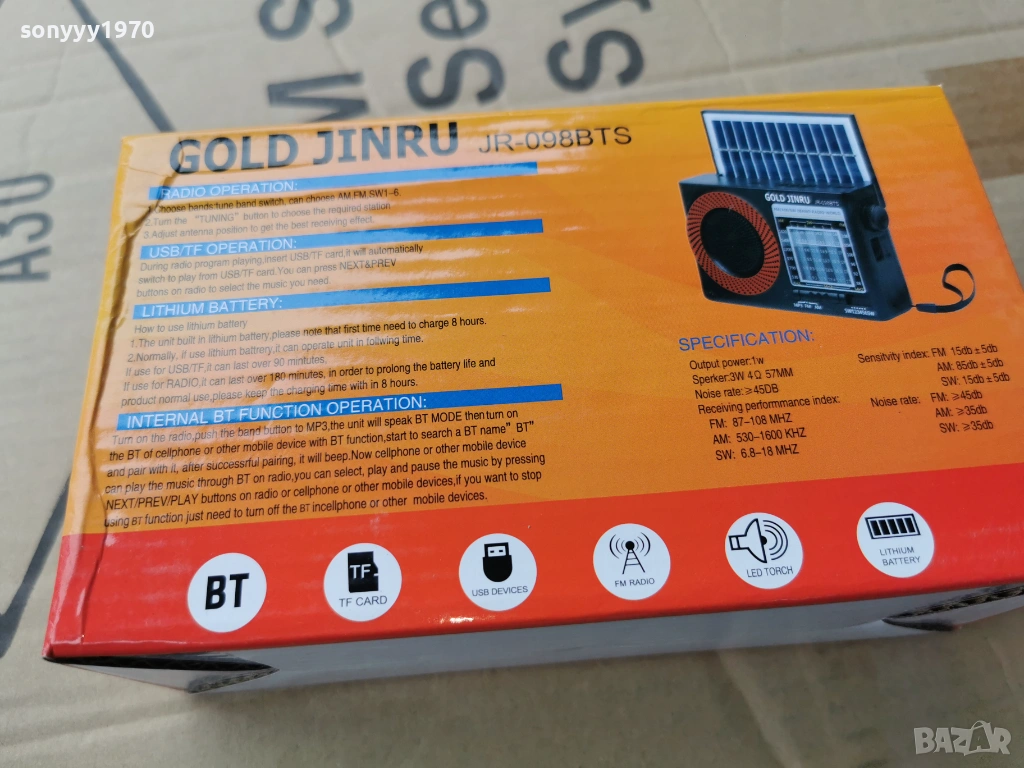 sonyyy1970
M S
Se
Sy
A30
GOLD JINRU JR-098BTS
RADIO OPERATION:
1.Choose bands:tune band switch, can choose AM FM SW1-6.
2.Turn the "TUNING" button to choose the required station
3.Adjust antenna position to get the best receiving effect.
USB/TF OPERATION:
During radio program playing,insert USB/TF card,it will automatically
switch to play from USB/TF card.You can press NEXT&PREV
buttons on radio to select the music you need.
LITHIUM BATTERY:
How to use lithium battery
1.The unit built in lithium battery,please note that first time need to charge 8 hours.
2.Normally, if use lithium battrery,it can operate unit in follwing time.
If.use for USB/TF,it can last over 90 mintutes.
If use for RADIO,it can last over 180 minutes, in order to prolong the battery life and
product normal use,please keep the charging time with in 8 hours.
INTERNAL BT FUNCTION OPERATION:
Turn on the radio,push the band button to MP3,the unit will speak BT MODE then turn on
the BT of cellphone or other mobile device with BT function,start to search a BT name" BT"
and pair with it, after successrful pairing, it will beep.Now cellphone or other mobile device
can play the music through BT on radio,you can select, play and pause the music by pressing
NEXT/PREV/PLAY buttons on radio or cellphone or other mobile devices,if you want to stop
using BT function just need to turn off the BT incellphone or other mobile devices.
GOLD JINRU JR-098BTS
SPECIFICATION:
Output power:1w
Sperker:3W 4Ω 57MM
Noise rate:≥45DB
Receiving performmance index:
FM: 87-108 MHZ
AM: 530-1600 KHZ
SW: 6.8-18 MHZ
Sensitvity index: FM 15db±5db
AM: 85db±5db
SW: 15db±5db
Noise rate: FM: ≥45db
AM: ≥35db
SW: ≥35db
BT
TF
TF CARD
USB DEVICES
FM RADIO
LED TORCH
LITHIUM
BATTERY
BAZAR